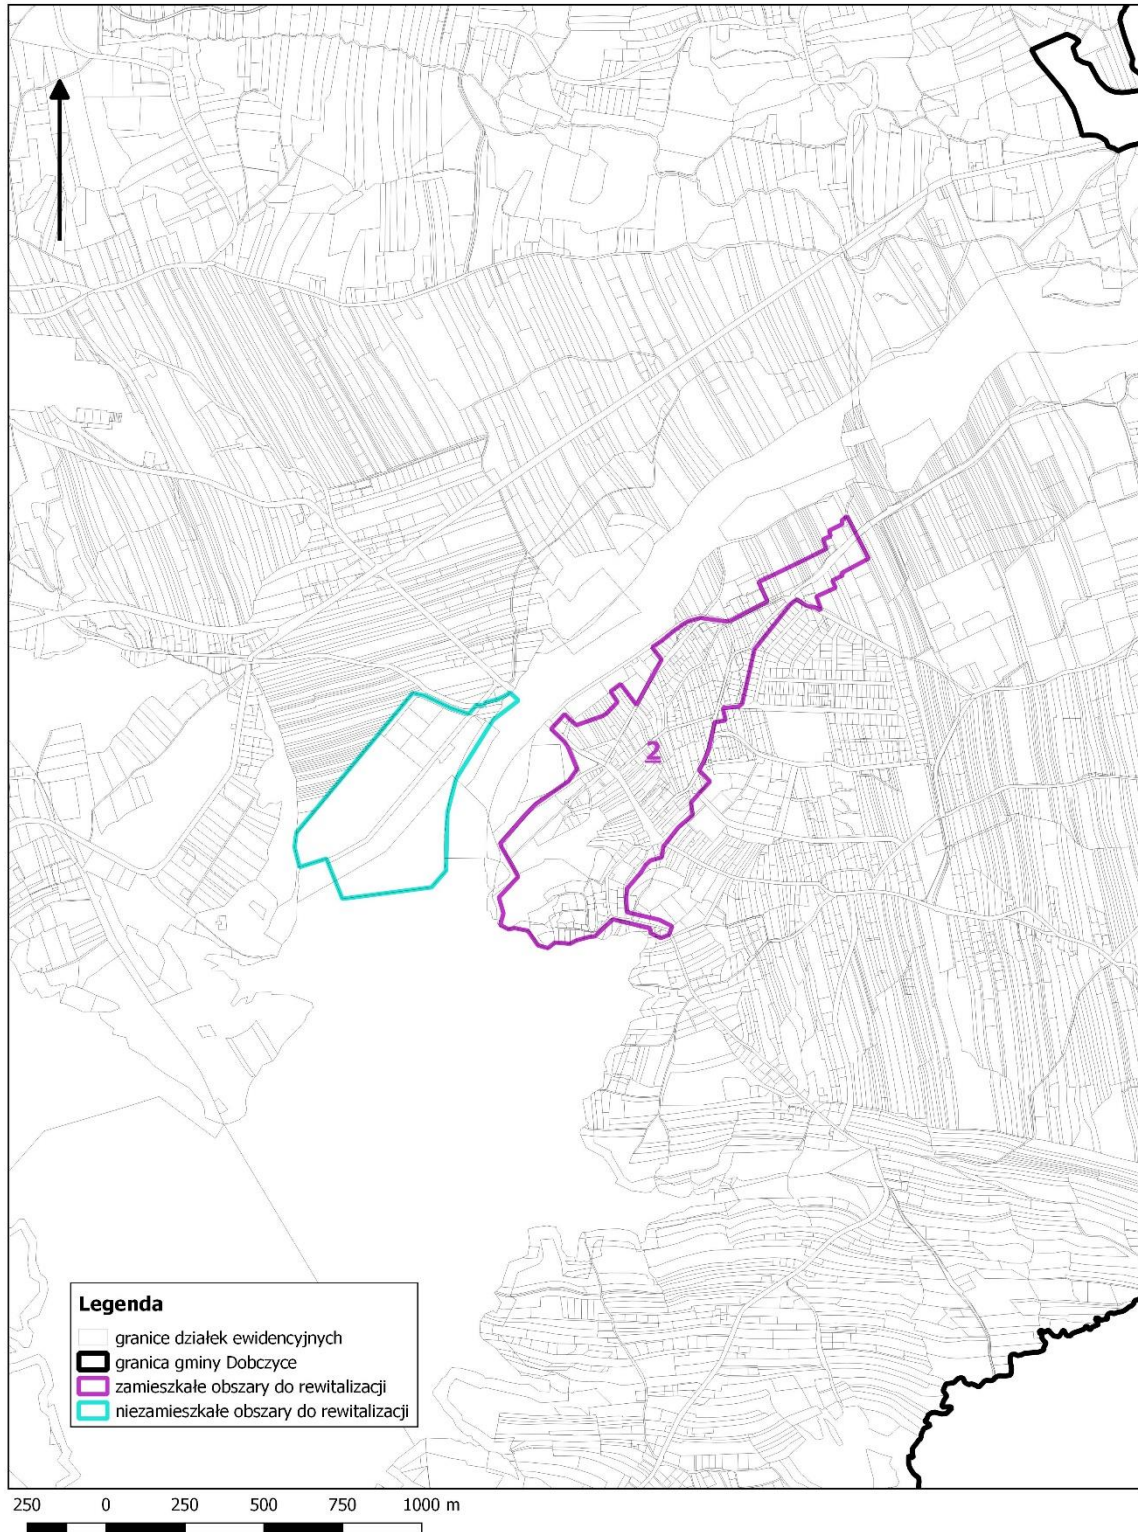 2
Legenda
granice działek ewidencyjnych
granica gminy Dobczyce
zamieszkałe obszary do rewitalizacji
niezamieszkałe obszary do rewitalizacji
250 0 250 500 750 1000 m